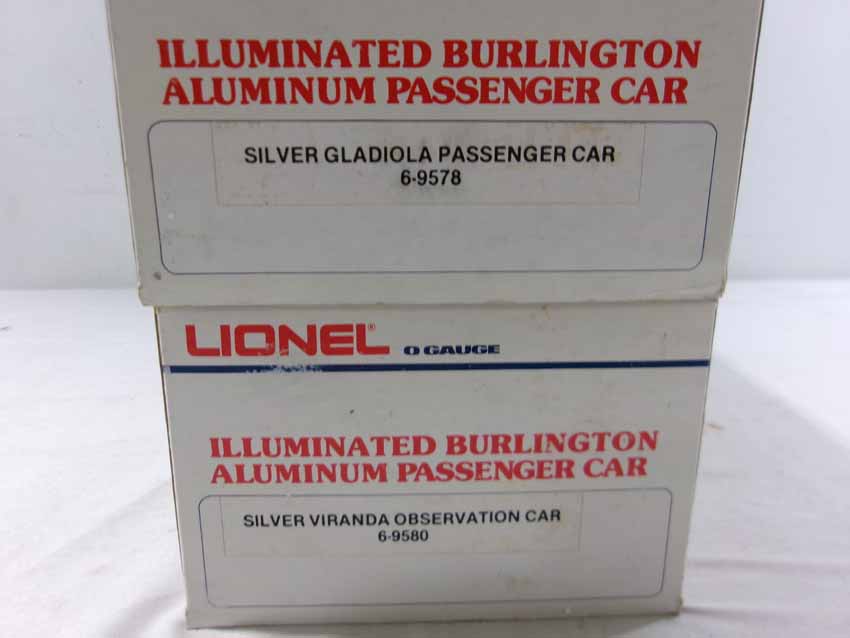 ILLUMINATED BURLINGTON
ALUMINUM PASSENGER CAR
SILVER GLADIOLA PASSENGER CAR
6-9578
LIONEL® O GAUGE
ILLUMINATED BURLINGTON
ALUMINUM PASSENGER CAR
SILVER VIRANDA OBSERVATION CAR
6-9580